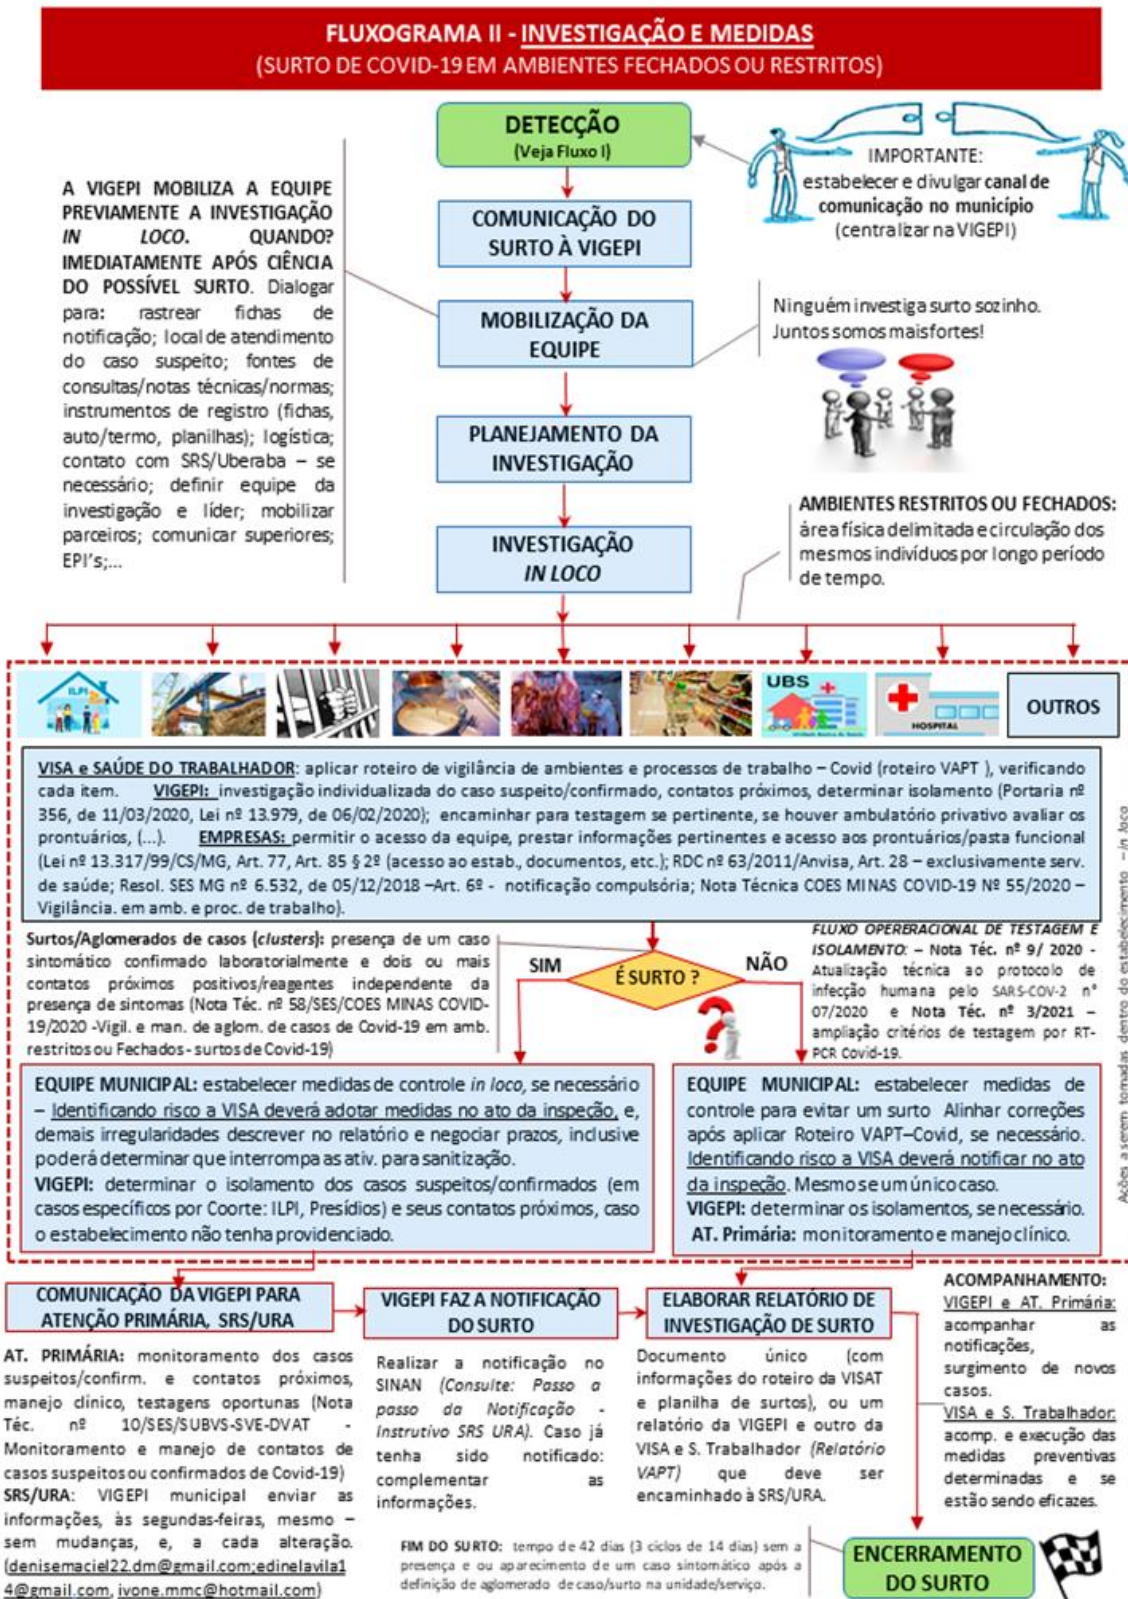 FLUXOGRAMA II - INVESTIGAÇÃO E MEDIDAS
(SURTO DE COVID-19 EM AMBIENTES FECHADOS OU RESTRITOS)
DETECÇÃO
(Veja Fluxo I)
IMPORTANTE:
estabelecer e divulgar canal de
comunicação no município
(centralizar na VIGEPI)
A VIGEPI MOBILIZA A EQUIPE
PREVIAMENTE A INVESTIGAÇÃO
IN LOCO. QUANDO?
IMEDIATAMENTE APÓS CIÊNCIA
DO POSSÍVEL SURTO. Dialogar
para: rastrear fichas de
notificação; local de atendimento
do caso suspeito; fontes de
consultas/notas técnicas/normas;
instrumentos de registro (fichas,
auto/termo, planilhas); logística;
contato com SRS/Uberaba – se
necessário; definir equipe da
investigação e líder; mobilizar
parceiros; comunicar superiores;
EPI's;...
COMUNICAÇÃO DO
SURTO À VIGEPI
MOBILIZAÇÃO DA
EQUIPE
Ninguém investiga surto sozinho.
Juntos somos maisfortes!
PLANEJAMENTO DA
INVESTIGAÇÃO
INVESTIGAÇÃO
IN LOCO
AMBIENTES RESTRITOS OU FECHADOS:
área física delimitada e circulação dos
mesmos indivíduos por longo período
de tempo.
ILPI
UBS
HOSPITAL
OUTROS
VISA e SAÚDE DO TRABALHADOR: aplicar roteiro de vigilância de ambientes e processos de trabalho – Covid (roteiro VAPT ), verificando
cada item. VIGEPI: investigação individualizada do caso suspeito/confirmado, contatos próximos, determinar isolamento (Portaria nº
356, de 11/03/2020, Lei nº 13.979, de 06/02/2020); encaminhar para testagem se pertinente, se houver ambulatório privativo avaliar os
prontuários, (...). EMPRESAS: permitir o acesso da equipe, prestar informações pertinentes e acesso aos prontuários/pasta funcional
(Lei nº 13.317/99/CS/MG, Art. 77, Art. 85 § 2º (acesso ao estab., documentos, etc.); RDC nº 63/2011/Anvisa, Art. 28 – exclusivamente serv.
de saúde; Resol. SES MG nº 6.532, de 05/12/2018 –Art. 6º - notificação compulsória; Nota Técnica COES MINAS COVID-19 Nº 55/2020 –
Vigilância. em amb. e proc. de trabalho).
Surtos/Aglomerados de casos (clusters): presença de um caso
sintomático confirmado laboratorialmente e dois ou mais
contatos próximos positivos/reagentes independente da
presença de sintomas (Nota Téc. nº 58/SES/COES MINAS COVID-
19/2020 -Vigil. e man. de aglom. de casos de Covid-19 em amb.
restritos ou Fechados - surtos de Covid-19)
SIM
É SURTO ?
NÃO
FLUXO OPERERACIONAL DE TESTAGEM E
ISOLAMENTO: – Nota Téc. nº 9/ 2020 -
Atualização técnica ao protocolo de
infecção humana pelo SARS-COV-2 n°
07/2020 e Nota Téc. nº 3/2021 –
ampliação critérios de testagem por RT-
PCR Covid-19.
Ações a serem tomadas dentro do estabelecimento – in loco
EQUIPE MUNICIPAL: estabelecer medidas de controle in loco, se necessário
– Identificando risco a VISA deverá adotar medidas no ato da inspeção, e,
demais irregularidades descrever no relatório e negociar prazos, inclusive
poderá determinar que interrompa as ativ. para sanitização.
VIGEPI: determinar o isolamento dos casos suspeitos/confirmados (em
casos específicos por Coorte: ILPI, Presídios) e seus contatos próximos, caso
o estabelecimento não tenha providenciado.
EQUIPE MUNICIPAL: estabelecer medidas de
controle para evitar um surto Alinhar correções
após aplicar Roteiro VAPT–Covid, se necessário.
Identificando risco a VISA deverá notificar no ato
da inspeção. Mesmo se um único caso.
VIGEPI: determinar os isolamentos, se necessário.
AT. Primária: monitoramento e manejo clínico.
COMUNICAÇÃO DA VIGEPI PARA
ATENÇÃO PRIMÁRIA, SRS/URA
AT. PRIMÁRIA: monitoramento dos casos
suspeitos/confirm. e contatos próximos,
manejo clínico, testagens oportunas (Nota
Téc. nº 10/SES/SUBVS-SVE-DVAT -
Monitoramento e manejo de contatos de
casos suspeitos ou confirmados de Covid-19)
SRS/URA: VIGEPI municipal enviar as
informações, às segundas-feiras, mesmo –
sem mudanças, e, a cada alteração.
(denisemaciel22.dm@gmail.com;edinelavila1
4@gmail.com, ivone.mmc@hotmail.com)
VIGEPI FAZ A NOTIFICAÇÃO
DO SURTO
Realizar a notificação no
SINAN (Consulte: Passo a
passo da Notificação -
Instrutivo SRS URA). Caso já
tenha sido notificado:
complementar as
informações.
ELABORAR RELATÓRIO DE
INVESTIGAÇÃO DE SURTO
Documento único (com
informações do roteiro da VISAT
e planilha de surtos), ou um
relatório da VIGEPI e outro da
VISA e S. Trabalhador (Relatório
VAPT) que deve ser
encaminhado à SRS/URA.
ACOMPANHAMENTO:
VIGEPI e AT. Primária:
acompanhar as
notificações,
surgimento de novos
casos.
VISA e S. Trabalhador:
acomp. e execução das
medidas preventivas
determinadas e se
estão sendo eficazes.
FIM DO SURTO: tempo de 42 dias (3 ciclos de 14 dias) sem a
presença e ou aparecimento de um caso sintomático após a
definição de aglomerado de caso/surto na unidade/serviço.
ENCERRAMENTO
DO SURTO